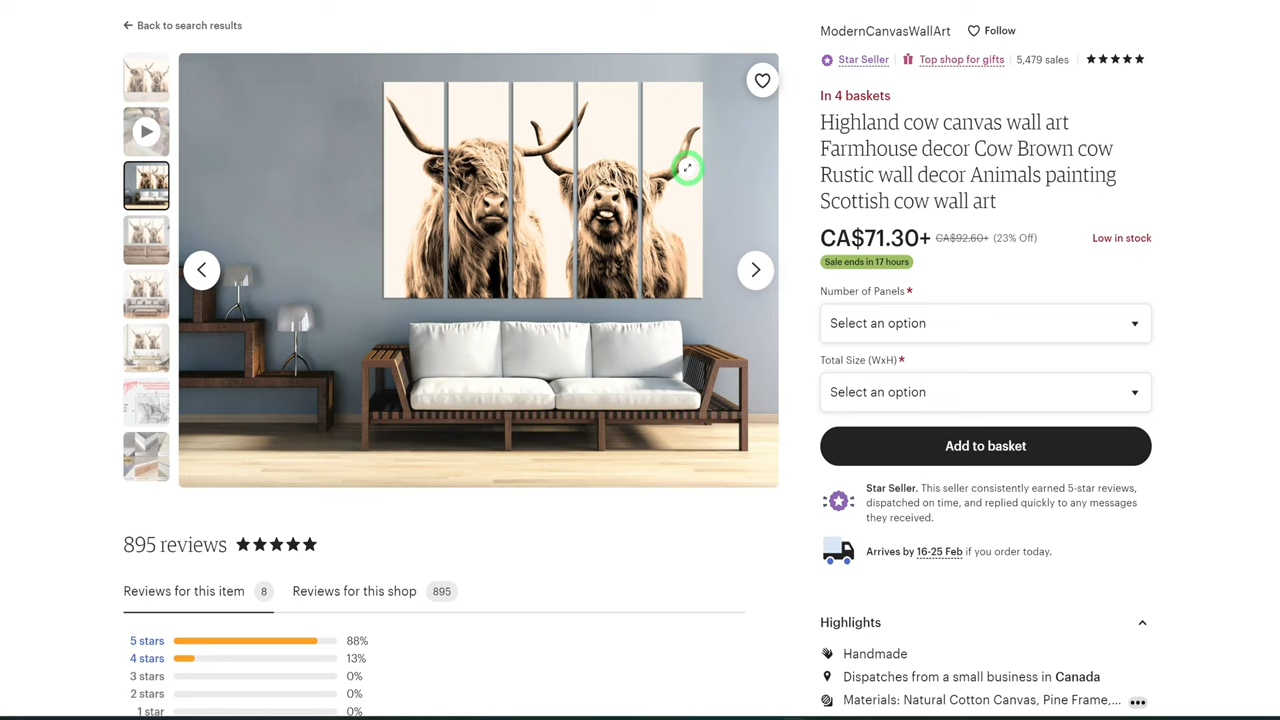 Back to search results
ModernCanvasWallArt Follow
Star Seller Top shop for gifts 5,479 sales
In 4 baskets
Highland cow canvas wall art
Farmhouse decor Cow Brown cow
Rustic wall decor Animals painting
Scottish cow wall art
CA$71.30+ CA$92.60+ (23% Off) Low in stock
Sale ends in 17 hours
Number of Panels*
Select an option
Total Size (WxH)*
Select an option
Add to basket
Star Seller. This seller consistently earned 5-star reviews,
dispatched on time, and replied quickly to any messages
they received.
Arrives by 16-25 Feb if you order today.
895 reviews
Reviews for this item 8 Reviews for this shop 895
5 stars 88%
4 stars 13%
3 stars 0%
2 stars 0%
1 star 0%
Highlights
Handmade
Dispatches from a small business in Canada
Materials: Natural Cotton Canvas, Pine Frame,...